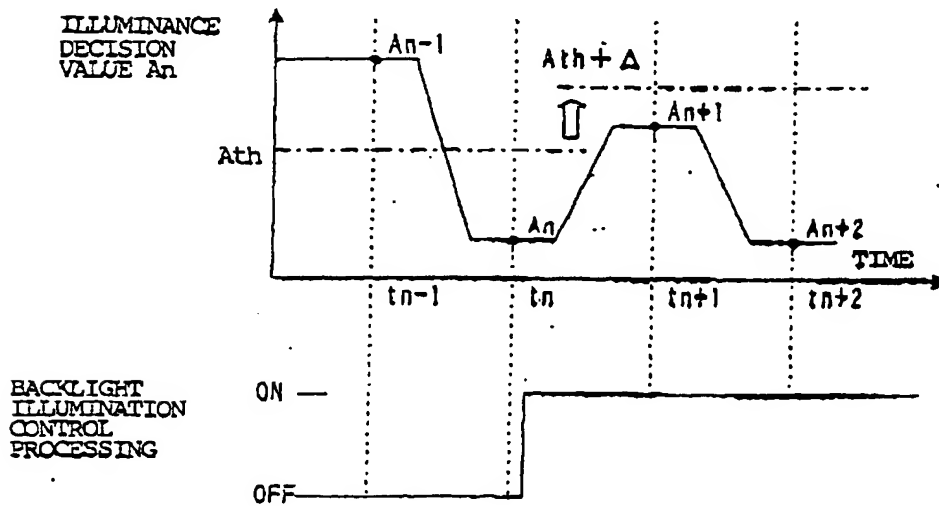 ILLUMINANCE
DECISION
VALUE An
An-1
Ath + Δ
An+1
Ath
An
An+2
TIME
tn-1
tn
tn+1
tn+2
BACKLIGHT
ILLUMINATION
CONTROL
PROCESSING
ON
OFF